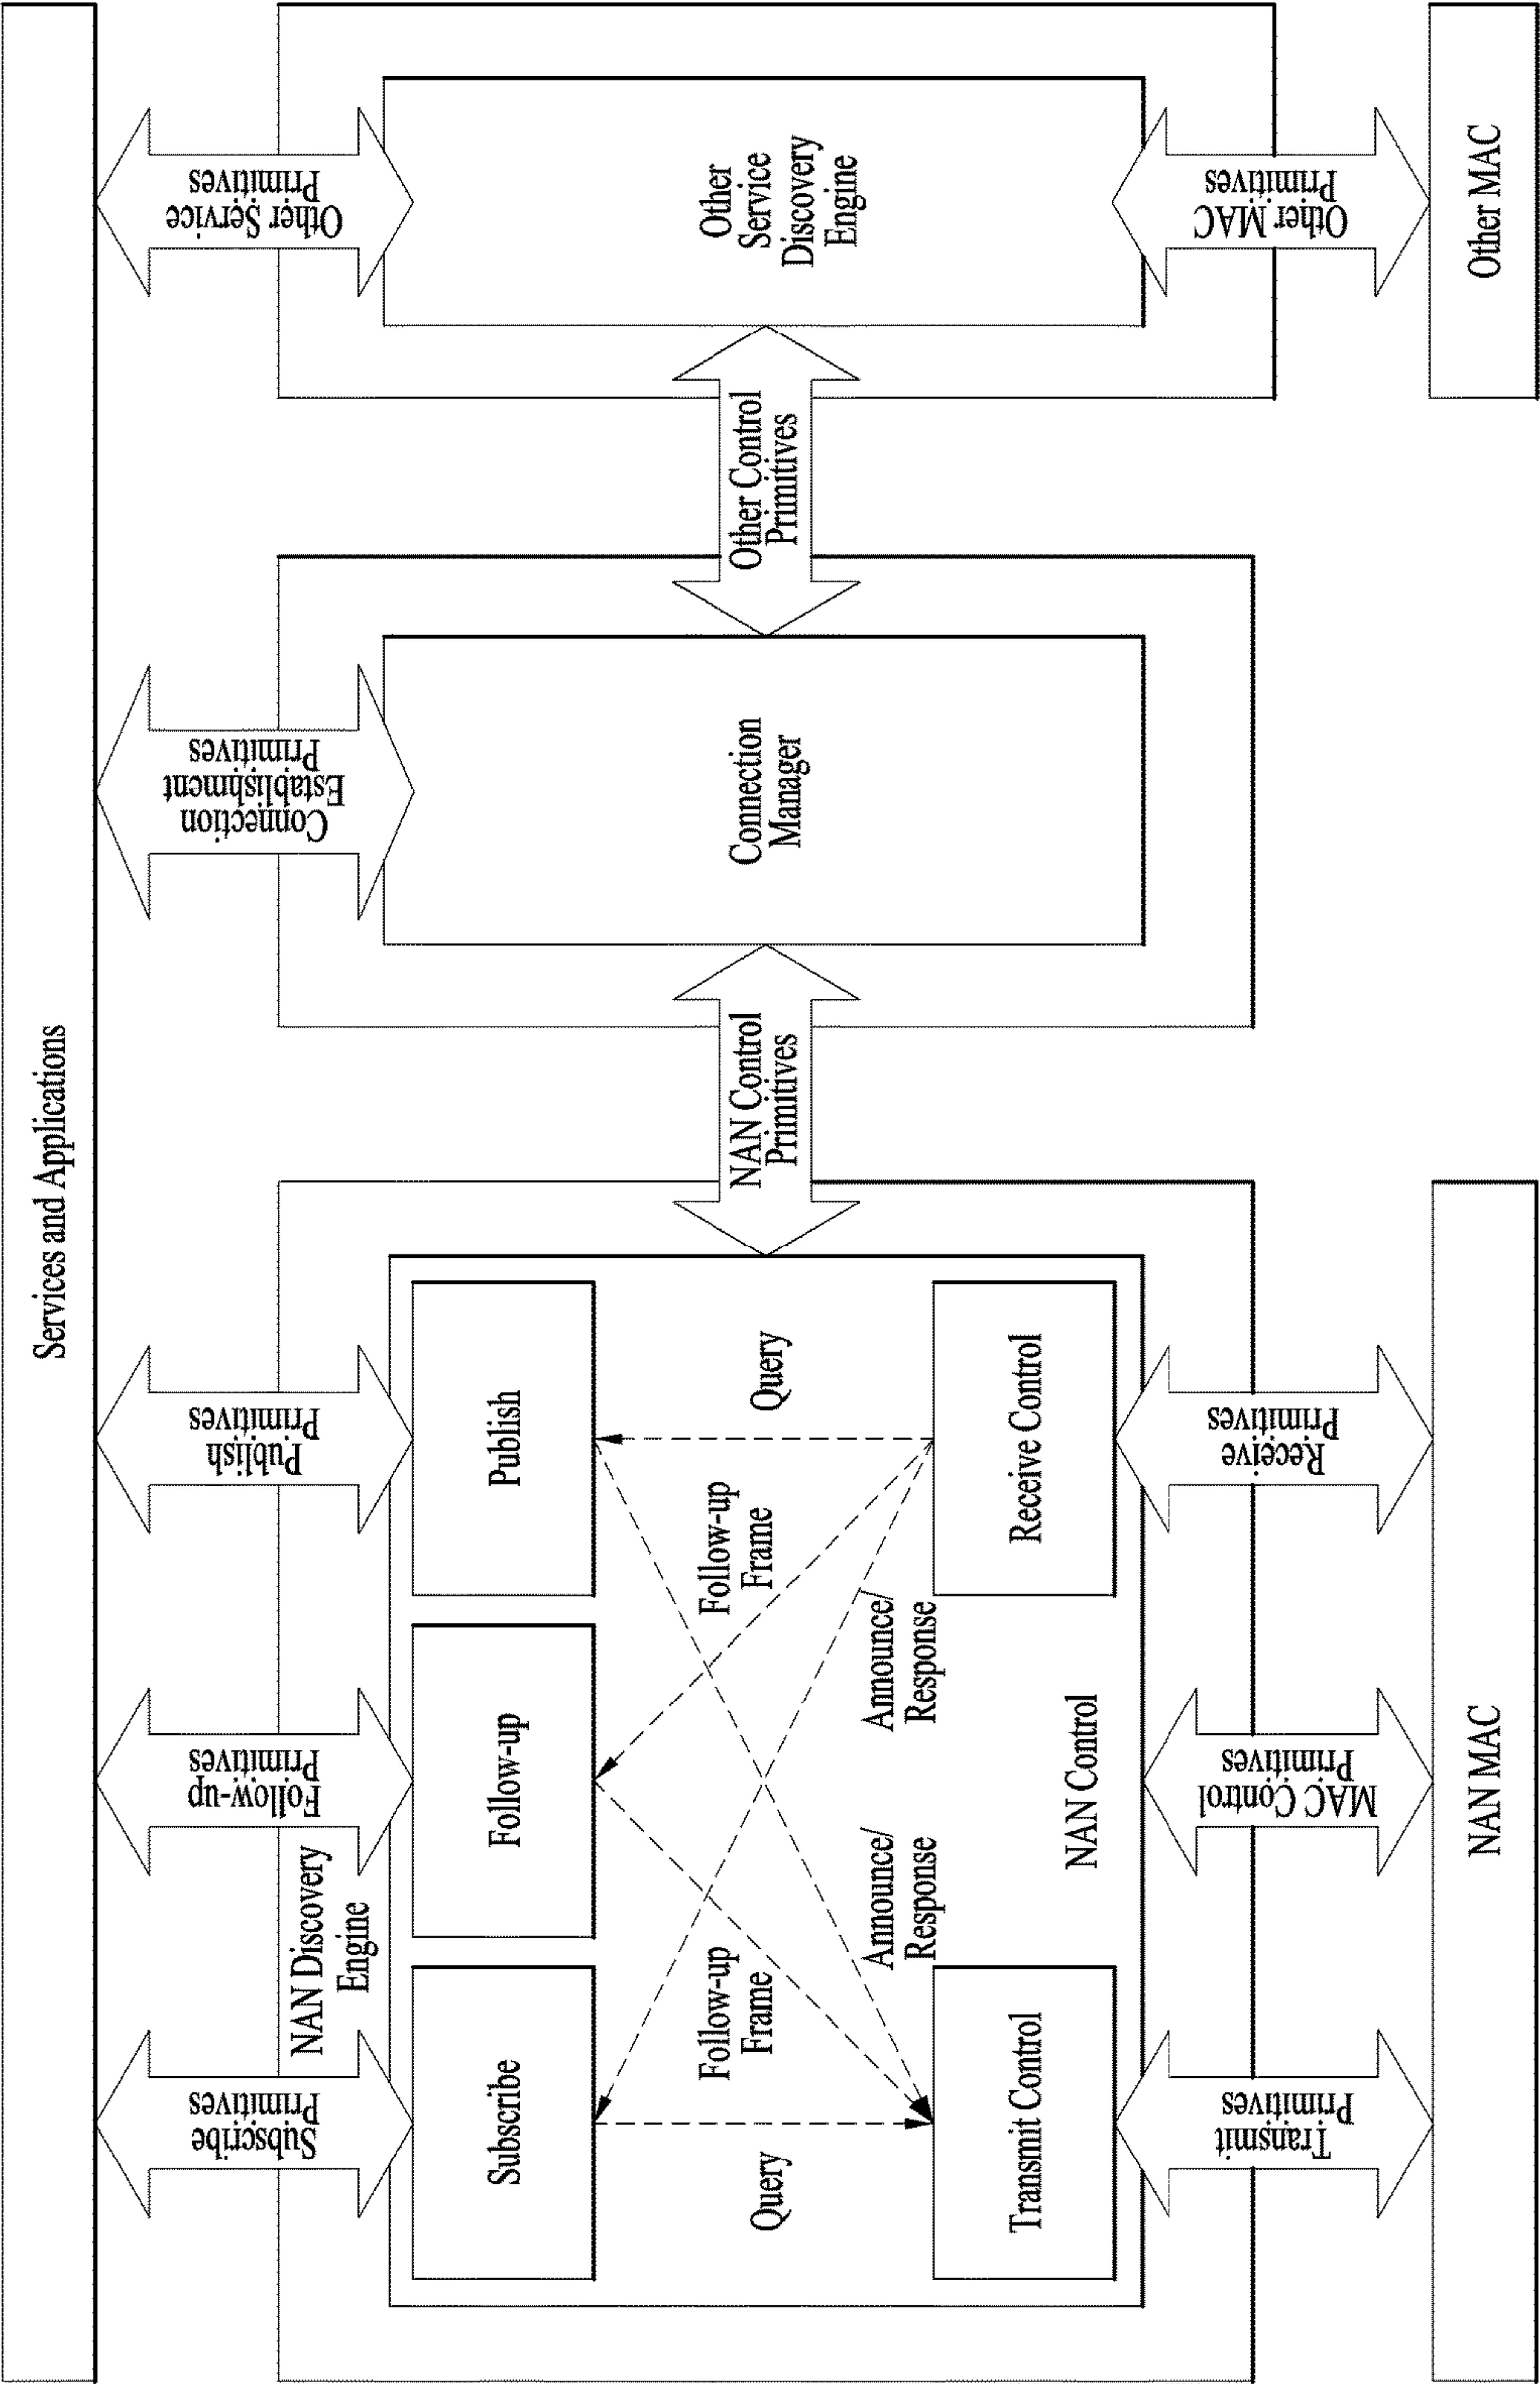 Services and Applications
Subscribe
Primitives
Follow-up
Primitives
Publish
Primitives
Connection
Establishment
Primitives
Other Service
Primitives
NAN Discovery
Engine
Subscribe
Follow-up
Publish
Query
Follow-up
Frame
Follow-up
Frame
Query
Announce/
Response
Announce/
Response
Transmit Control
Receive Control
NAN Control
NAN Control
Primitives
Connection
Manager
Other Control
Primitives
Other
Service
Discovery
Engine
Transmit
Primitives
MAC Control
Primitives
Receive
Primitives
Other MAC
Primitives
NAN MAC
Other MAC